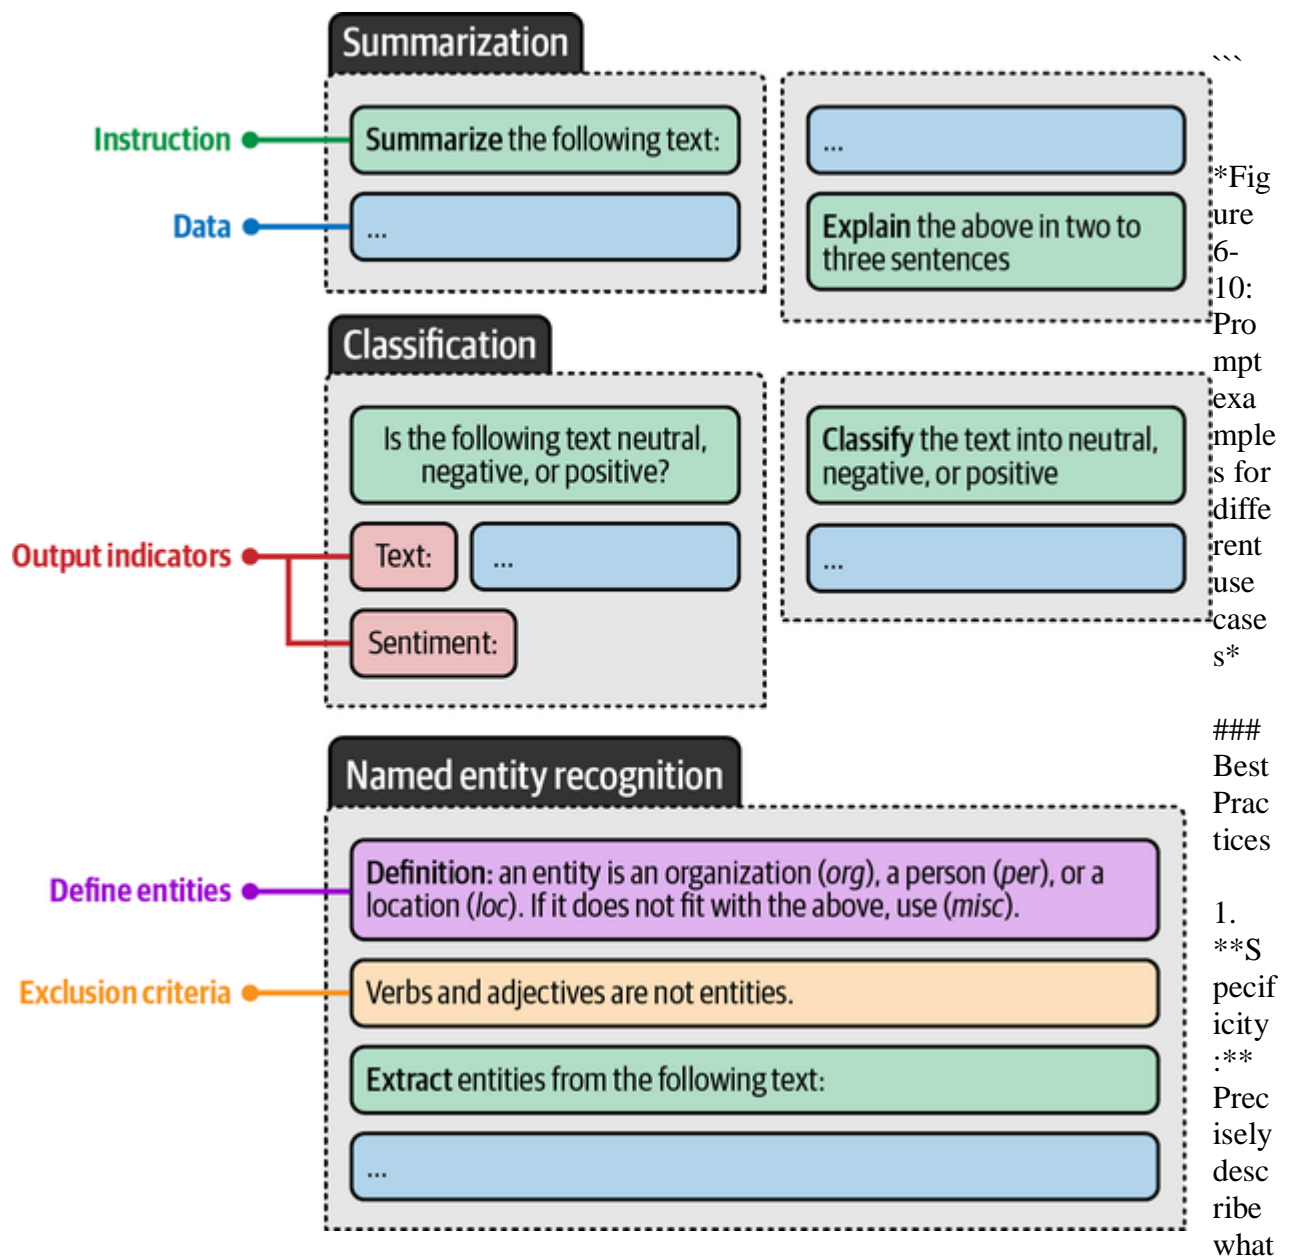 Summarization
Instruction
Summarize the following text:
Data
...
...
Explain the above in two to
three sentences
Classification
Is the following text neutral,
negative, or positive?
Output indicators
Text:
...
Sentiment:
Classify the text into neutral,
negative, or positive
...
Named entity recognition
Define entities
Definition: an entity is an organization (org), a person (per), or a
location (loc). If it does not fit with the above, use (misc).
Exclusion criteria
Verbs and adjectives are not entities.
Extract entities from the following text:
...
```
*Fig
ure
6-
10:
Pro
mpt
exa
mple
s for
diffe
rent
use
case
s*
###
Best
Prac
tices
1.
**S
pecif
icity
:**
Prec
isely
desc
ribe
what